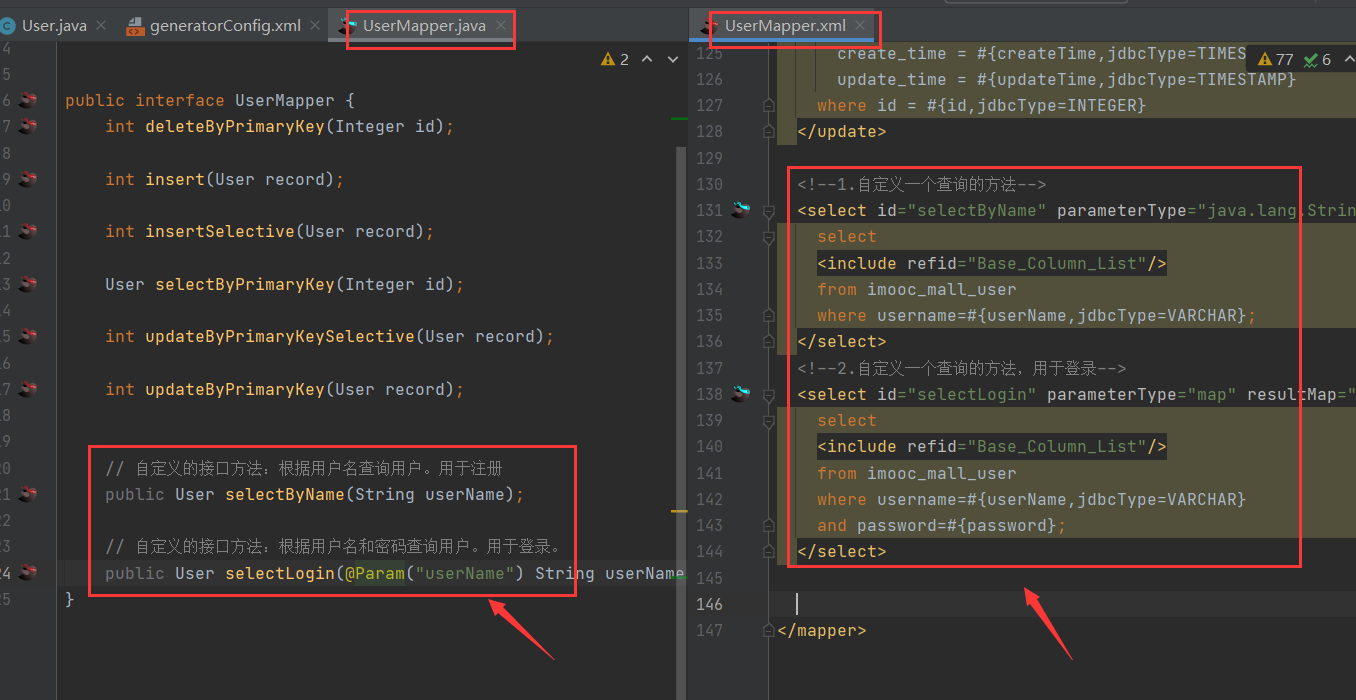 User.java
generatorConfig.xml
UserMapper.java
UserMapper.xml
2
4
5
6 public interface UserMapper {
7 int deleteByPrimaryKey(Integer id);
8
9 int insert(User record);
0
1 int insertSelective(User record);
2
3 User selectByPrimaryKey(Integer id);
4
5 int updateByPrimaryKeySelective(User record);
6
7 int updateByPrimaryKey(User record);
8
9
20 // 自定义的接口方法：根据用户名查询用户。用于注册
21 public User selectByName(String userName);
22
23 // 自定义的接口方法：根据用户名和密码查询用户。用于登录。
24 public User selectLogin(@Param("userName") String userName
25 }
77 6
125 create_time = #{createTime,jdbcType=TIMES
126 update_time = #{updateTime,jdbcType=TIMESTAMP}
127 where id = #{id,jdbcType=INTEGER}
128 </update>
129
130 <!--1.自定义一个查询的方法-->
131 <select id="selectByName" parameterType="java.lang.Strin
132 select
133 <include refid="Base_Column_List"/>
134 from imooc_mall_user
135 where username=#{userName,jdbcType=VARCHAR};
136 </select>
137 <!--2.自定义一个查询的方法，用于登录-->
138 <select id="selectLogin" parameterType="map" resultMap="
139 select
140 <include refid="Base_Column_List"/>
141 from imooc_mall_user
142 where username=#{userName,jdbcType=VARCHAR}
143 and password=#{password};
144 </select>
145
146
147 </mapper>